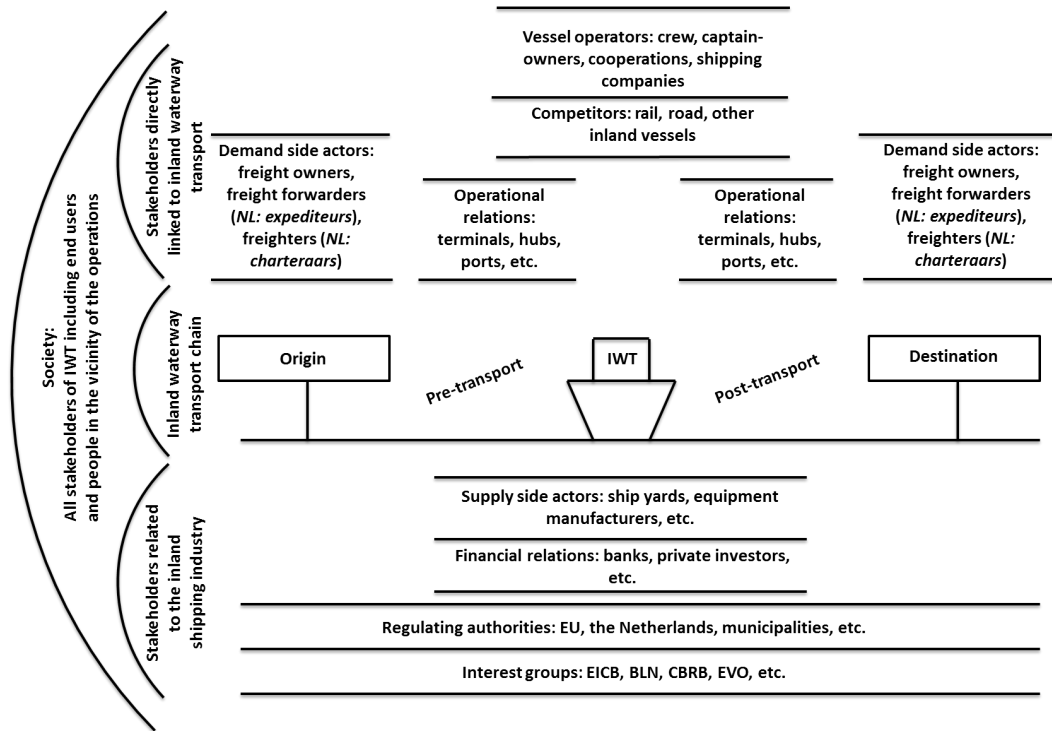 Society:
All stakeholders of IWT including end users
and people in the vicinity of the operations
Stakeholders directly
linked to inland waterway
transport
Vessel operators: crew, captain-
owners, cooperations, shipping
companies
Competitors: rail, road, other
inland vessels
Demand side actors:
freight owners,
freight forwarders
(NL: expediteurs),
freighters (NL:
charteraars)
Operational
relations:
terminals, hubs,
ports, etc.
Operational
relations:
terminals, hubs,
ports, etc.
Demand side actors:
freight owners,
freight forwarders
(NL: expediteurs),
freighters (NL:
charteraars)
Inland waterway
transport chain
Origin
Pre-transport
IWT
Post-transport
Destination
Stakeholders related
to the inland
shipping industry
Supply side actors: ship yards, equipment
manufacturers, etc.
Financial relations: banks, private investors,
etc.
Regulating authorities: EU, the Netherlands, municipalities, etc.
Interest groups: EICB, BLN, CBRB, EVO, etc.